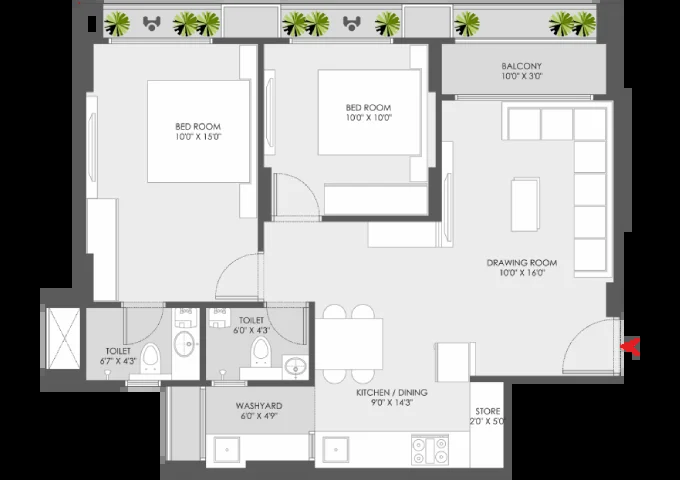 BALCONY
10'0" X 3'0"
BED ROOM
10'0" X 15'0"
BED ROOM
10'0" X 10'0"
DRAWING ROOM
10'0" X 16'0"
TOILET
6'0" X 4'3"
TOILET
6'7" X 4'3"
KITCHEN / DINING
9'0" X 14'3"
WASHYARD
6'0" X 4'9"
STORE
2'0" X 5'0"